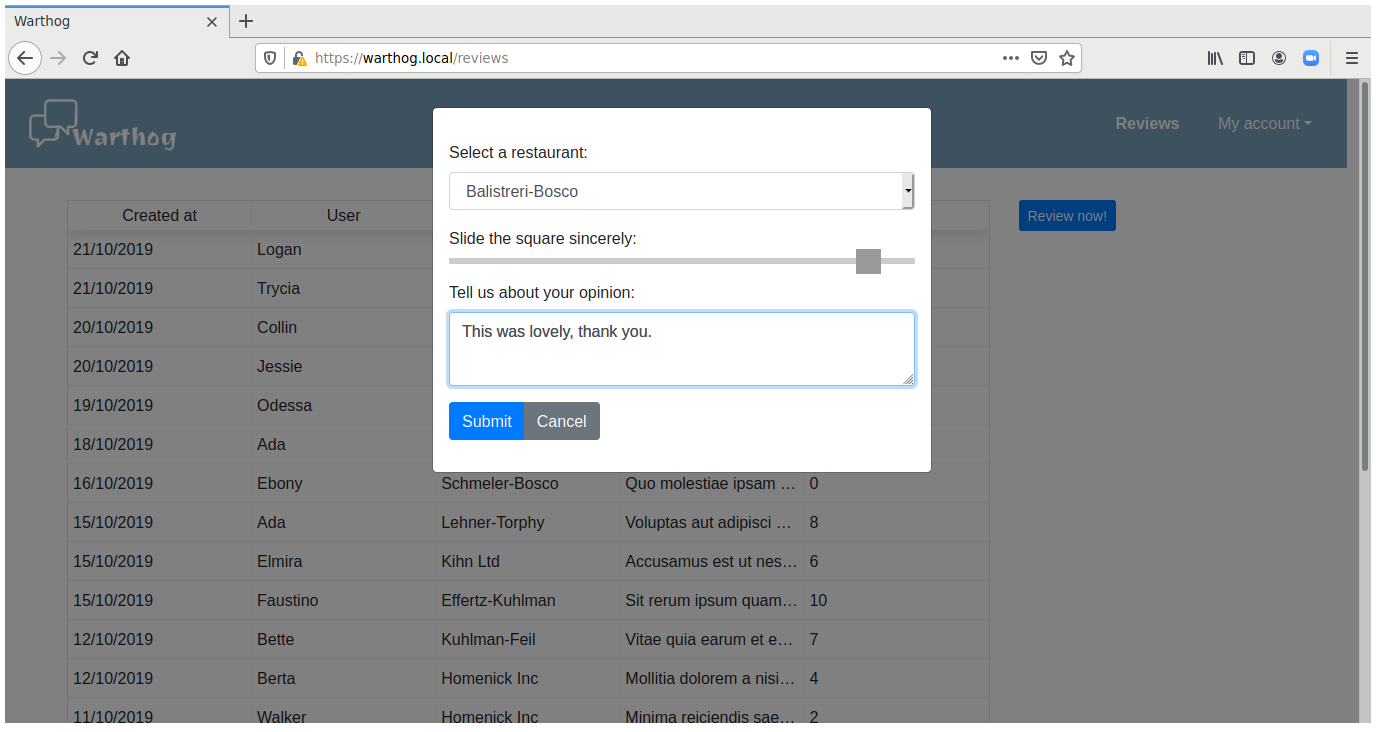 Warthog
https://warthog.local/reviews
Warthog
Reviews
My account
Select a restaurant:
Balistreri-Bosco
Slide the square sincerely:
Tell us about your opinion:
This was lovely, thank you.
Submit Cancel
Review now!
Created at User
21/10/2019 Logan
21/10/2019 Trycia
20/10/2019 Collin
20/10/2019 Jessie
19/10/2019 Odessa
18/10/2019 Ada
16/10/2019 Ebony Schmeler-Bosco Quo molestiae ipsam … 0
15/10/2019 Ada Lehner-Torphy Voluptas aut adipisci … 8
15/10/2019 Elmira Kihn Ltd Accusamus est ut nes… 6
15/10/2019 Faustino Effertz-Kuhlman Sit rerum ipsum quam… 10
12/10/2019 Bette Kuhlman-Feil Vitae quia earum et e… 7
12/10/2019 Berta Homenick Inc Mollitia dolorem a nisi… 4
11/10/2019 Walker Homenick Inc Minima reiciendis sae… 2